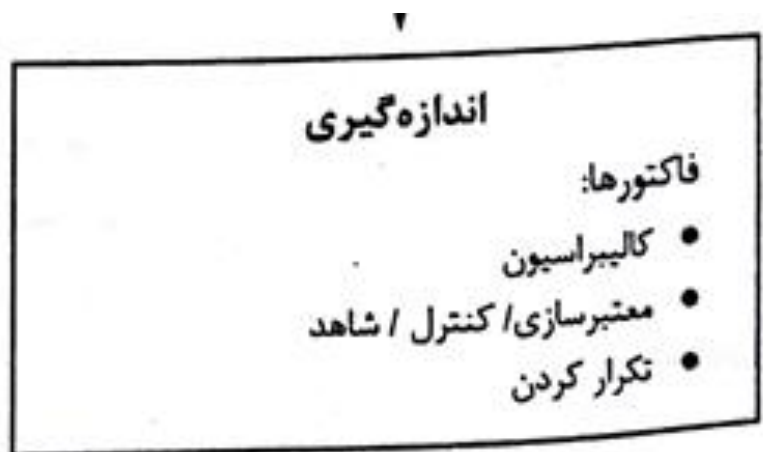 اندازه‌گیری
فاکتورها:
● کالیبراسیون
● معتبرسازی/ کنترل / شاهد
● تکرار کردن